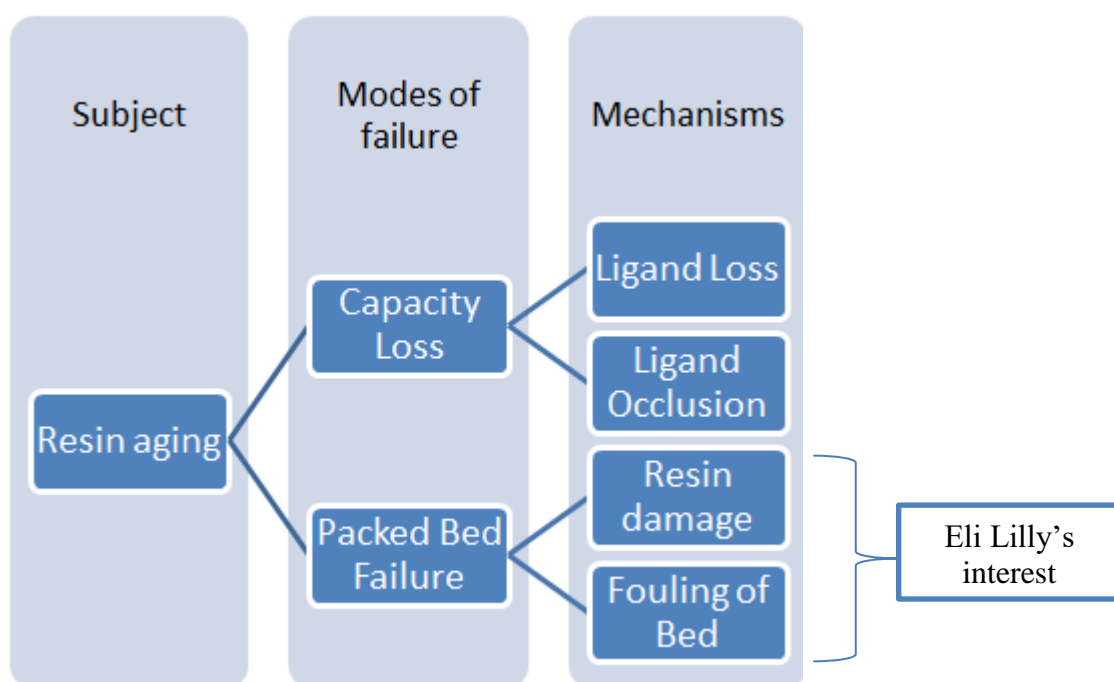 Subject
Modes of
failure
Mechanisms
Resin aging
Capacity
Loss
Packed Bed
Failure
Ligand Loss
Ligand
Occlusion
Resin
damage
Fouling of
Bed
Eli Lilly’s
interest